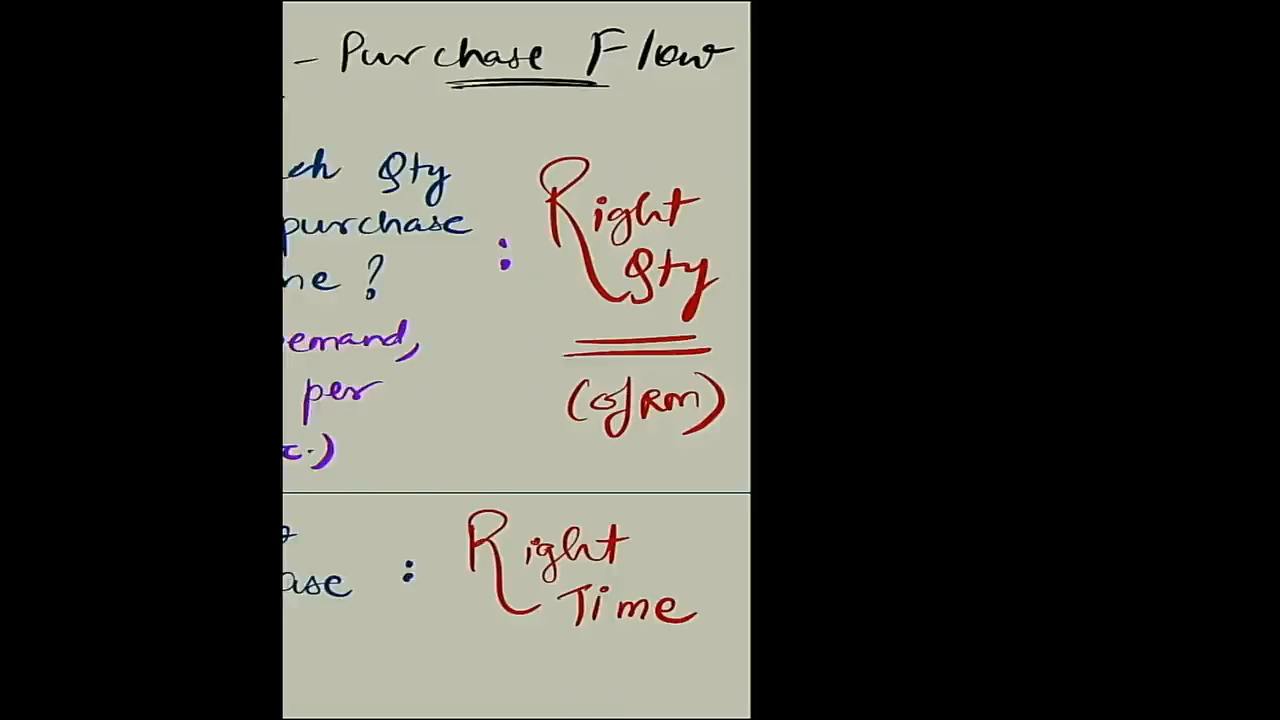 - Purchase Flow
ch Qty
purchase
ne ?
: Right
Qty
(of RM)
emand,
per
c.)
ase : Right
Time